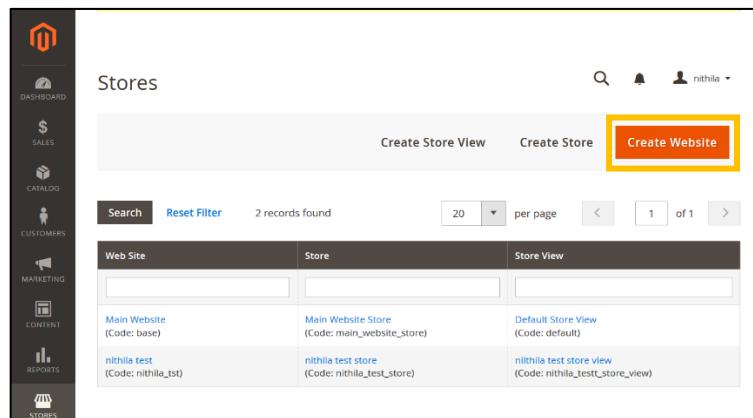 Stores
nithila
DASHBOARD
SALES
CATALOG
CUSTOMERS
MARKETING
CONTENT
REPORTS
STORES
Create Store View Create Store Create Website
Search Reset Filter 2 records found 20 per page 1 of 1
Web Site Store Store View
Main Website Main Website Store Default Store View
(Code: base) (Code: main_website_store) (Code: default)
nithila test nithila test store niithila test store view
(Code: nithila_tst) (Code: nithila_test_store) (Code: nithila_testt_store_view)